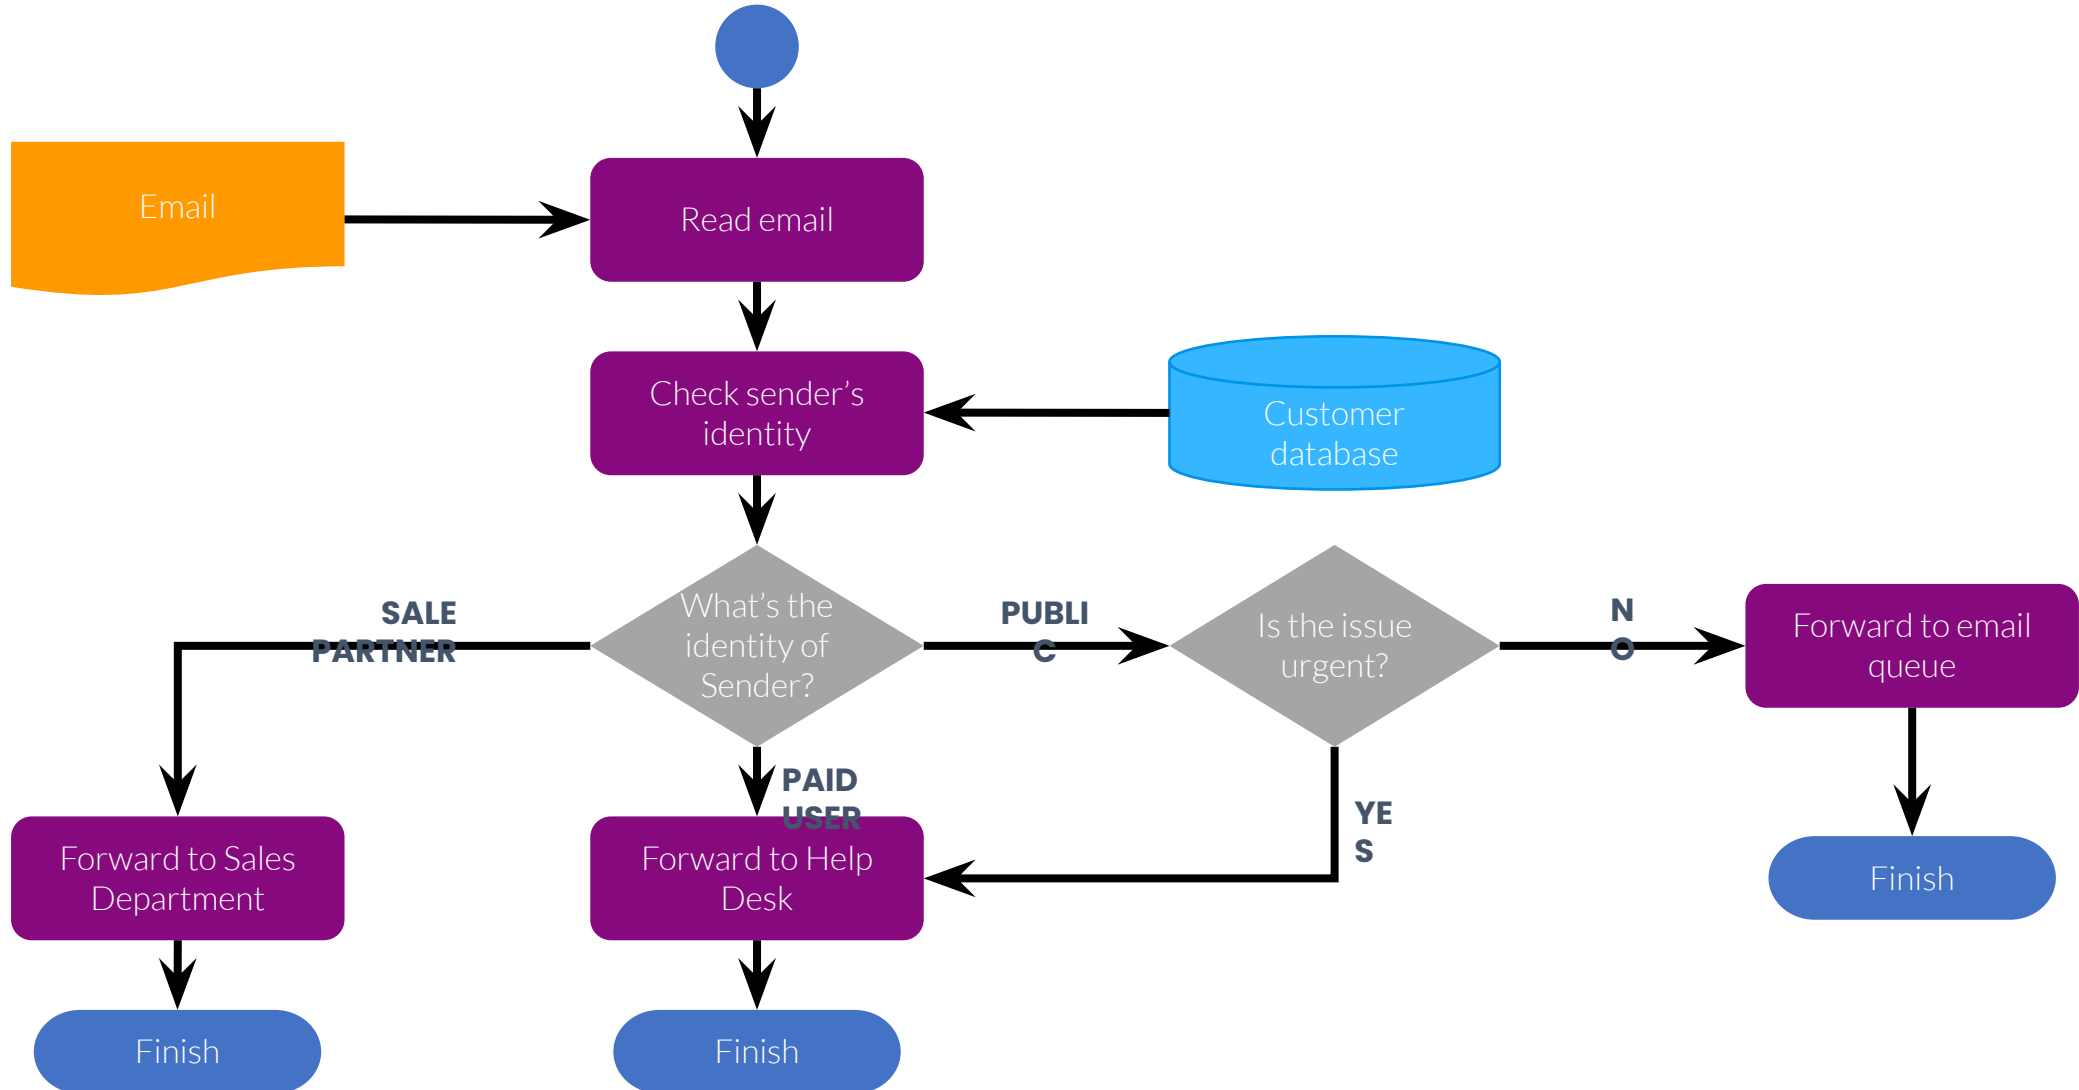 Email
Read email
Check sender’s
identity
Customer
database
SALE
PARTNER
What’s the
identity of
Sender?
PUBLI
C
Is the issue
urgent?
N
O
Forward to email
queue
PAID
USER
YE
S
Forward to Sales
Department
Forward to Help
Desk
Finish
Finish
Finish